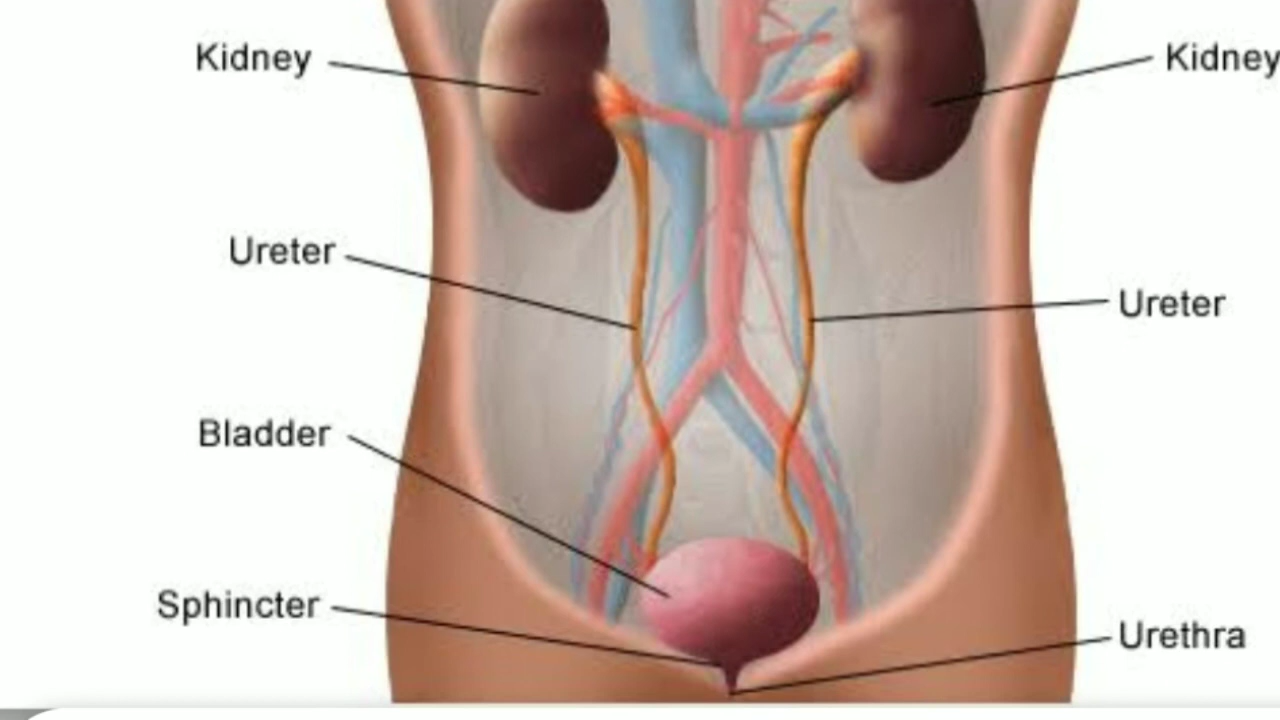 Kidney
Kidney
Ureter
Ureter
Bladder
Sphincter
Urethra